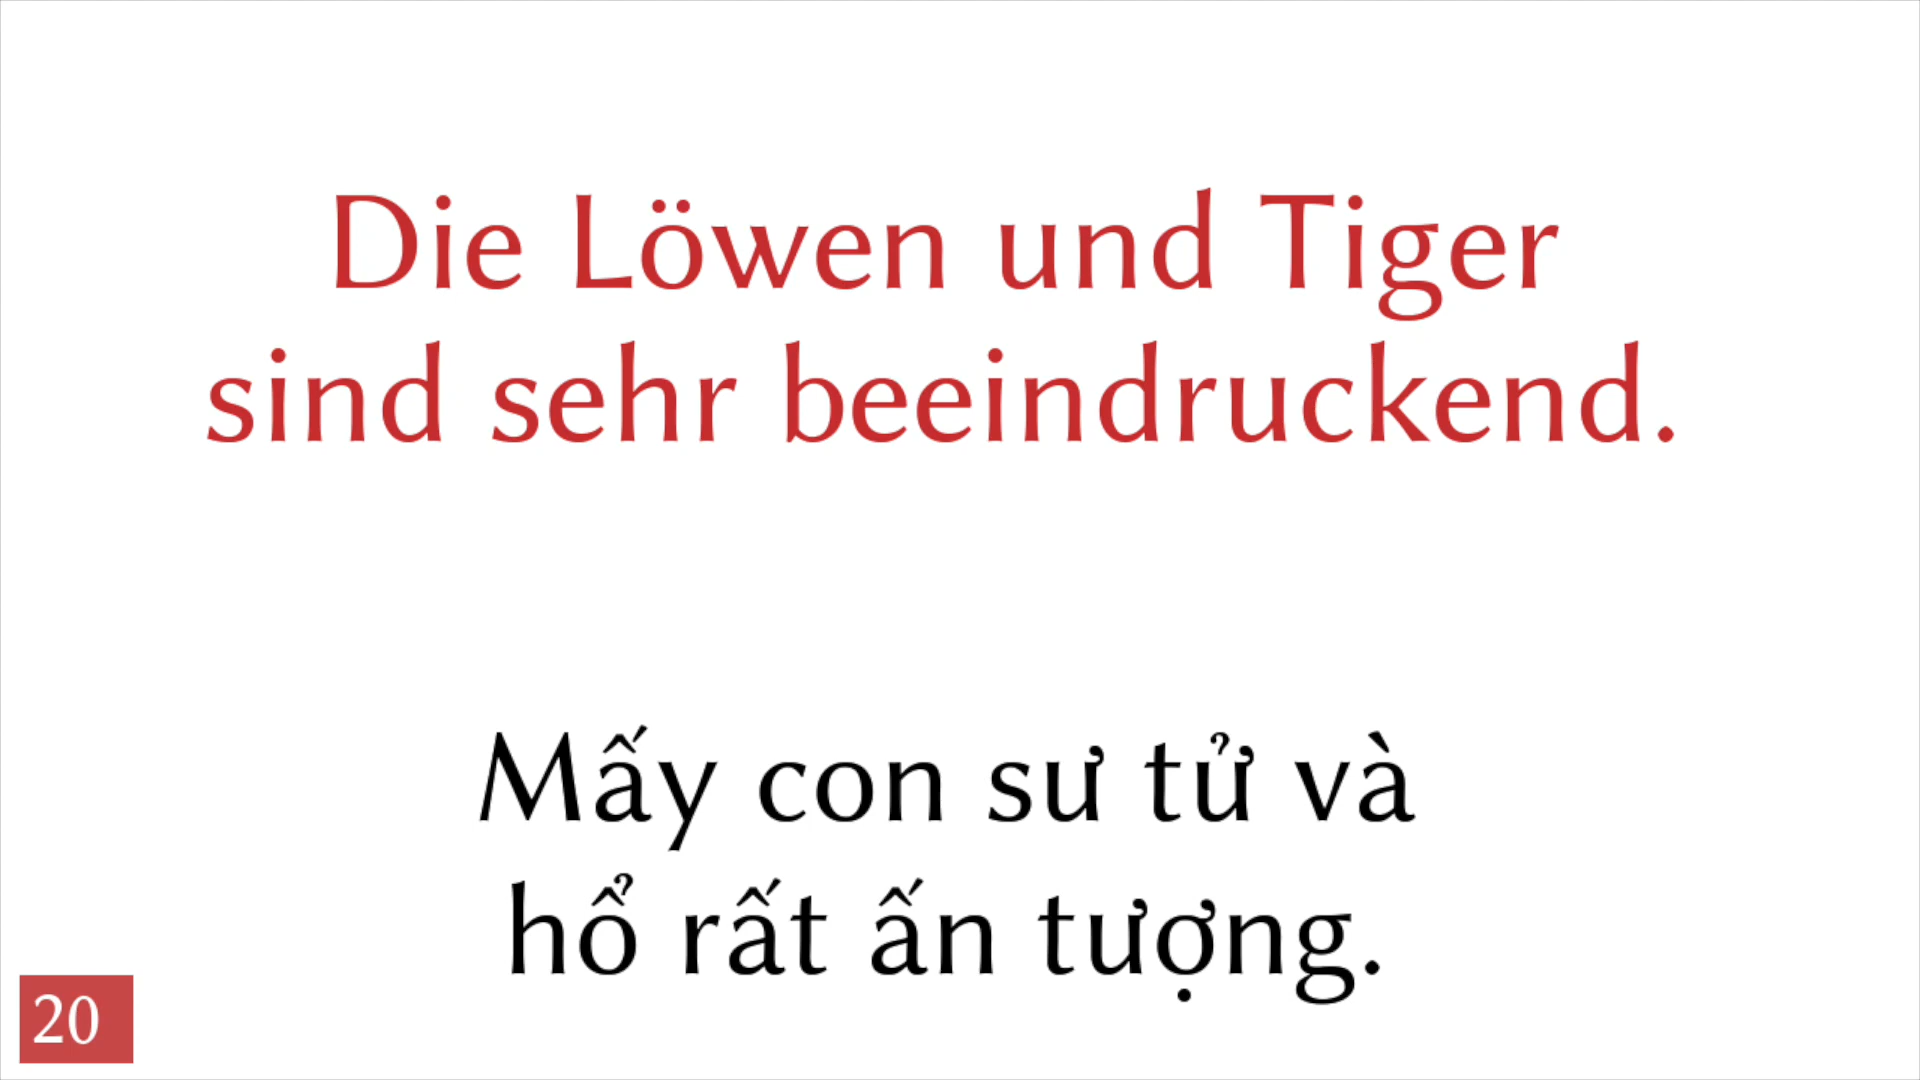 Die Löwen und Tiger
sind sehr beeindruckend.
Mấy con sư tử và
hổ rất ấn tượng.
20